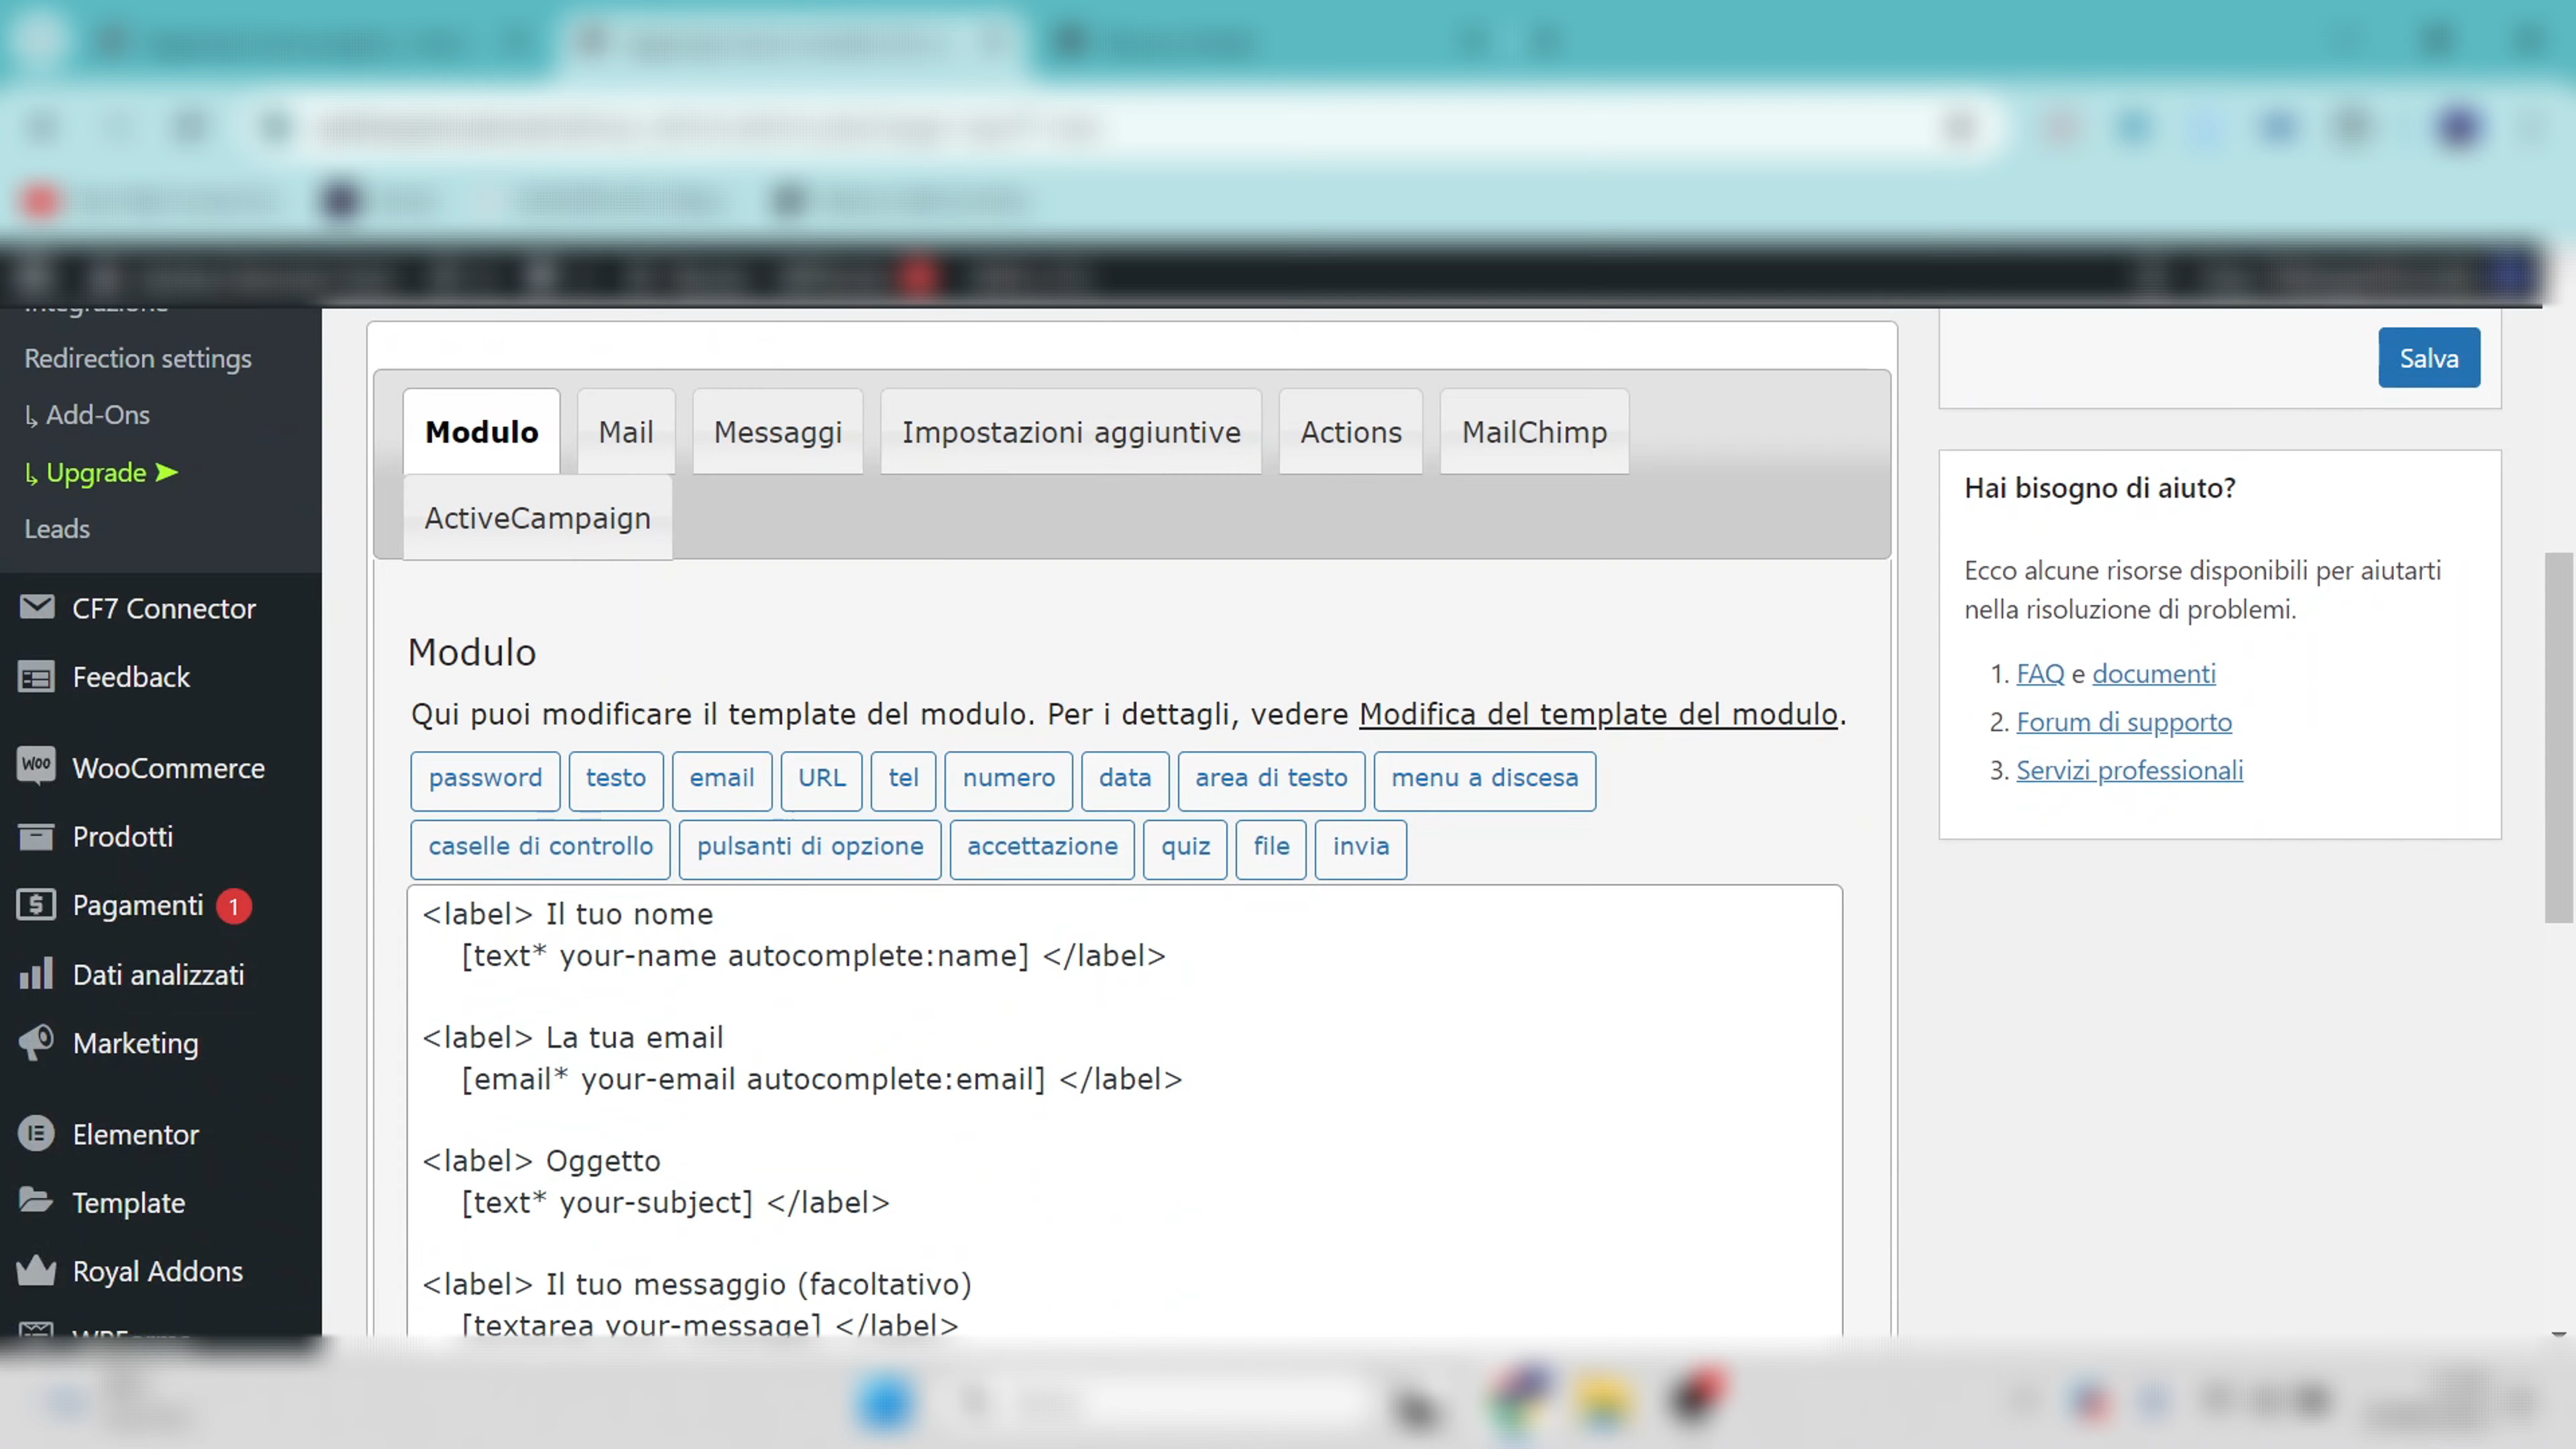 Redirection settings
↳ Add-Ons
↳ Upgrade ➤
Leads
CF7 Connector
Feedback
WooCommerce
Prodotti
Pagamenti 1
Dati analizzati
Marketing
Elementor
Template
Royal Addons
Modulo Mail Messaggi Impostazioni aggiuntive Actions MailChimp
ActiveCampaign
Modulo
Qui puoi modificare il template del modulo. Per i dettagli, vedere Modifica del template del modulo.
password testo email URL tel numero data area di testo menu a discesa
caselle di controllo pulsanti di opzione accettazione quiz file invia
<label> Il tuo nome
[text* your-name autocomplete:name] </label>
<label> La tua email
[email* your-email autocomplete:email] </label>
<label> Oggetto
[text* your-subject] </label>
<label> Il tuo messaggio (facoltativo)
[textarea your-message] </label>
Salva
Hai bisogno di aiuto?
Ecco alcune risorse disponibili per aiutarti
nella risoluzione di problemi.
1. FAQ e documenti
2. Forum di supporto
3. Servizi professionali